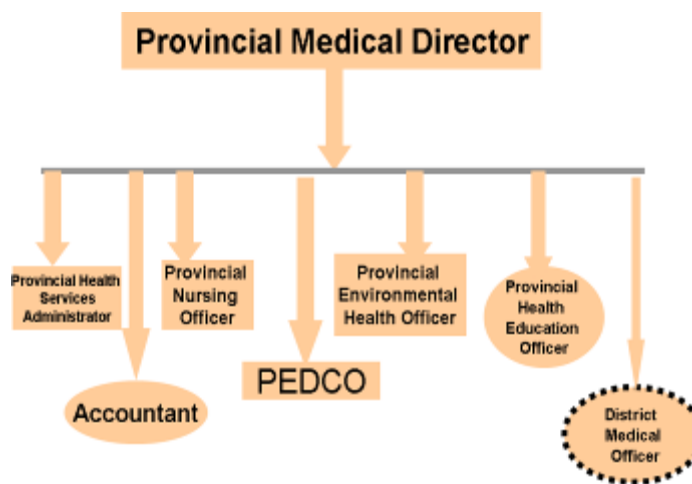 Provincial Medical Director
Provincial Health
Services
Administrator
Accountant
Provincial
Nursing
Officer
PEDCO
Provincial
Environmental
Health Officer
Provincial
Health
Education
Officer
District
Medical
Officer